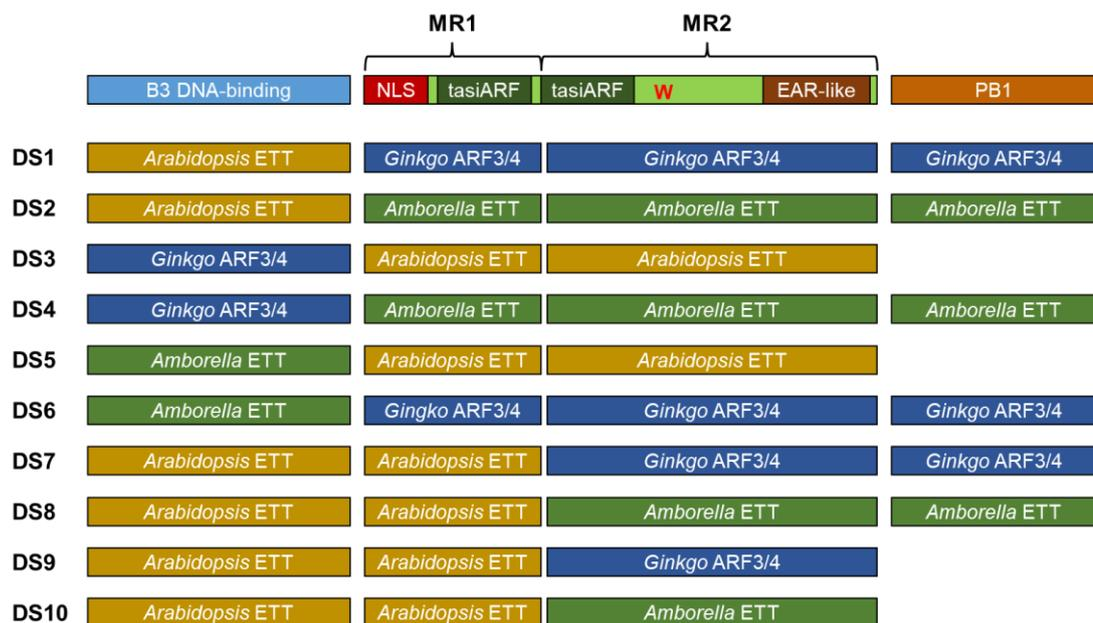 MR1 MR2
B3 DNA-binding NLS tasiARF tasiARF W EAR-like PB1
DS1 Arabidopsis ETT Ginkgo ARF3/4 Ginkgo ARF3/4 Ginkgo ARF3/4
DS2 Arabidopsis ETT Amborella ETT Amborella ETT Amborella ETT
DS3 Ginkgo ARF3/4 Arabidopsis ETT Arabidopsis ETT
DS4 Ginkgo ARF3/4 Amborella ETT Amborella ETT Amborella ETT
DS5 Amborella ETT Arabidopsis ETT Arabidopsis ETT
DS6 Amborella ETT Gingko ARF3/4 Ginkgo ARF3/4 Ginkgo ARF3/4
DS7 Arabidopsis ETT Arabidopsis ETT Ginkgo ARF3/4 Ginkgo ARF3/4
DS8 Arabidopsis ETT Arabidopsis ETT Amborella ETT Amborella ETT
DS9 Arabidopsis ETT Arabidopsis ETT Ginkgo ARF3/4
DS10 Arabidopsis ETT Arabidopsis ETT Amborella ETT